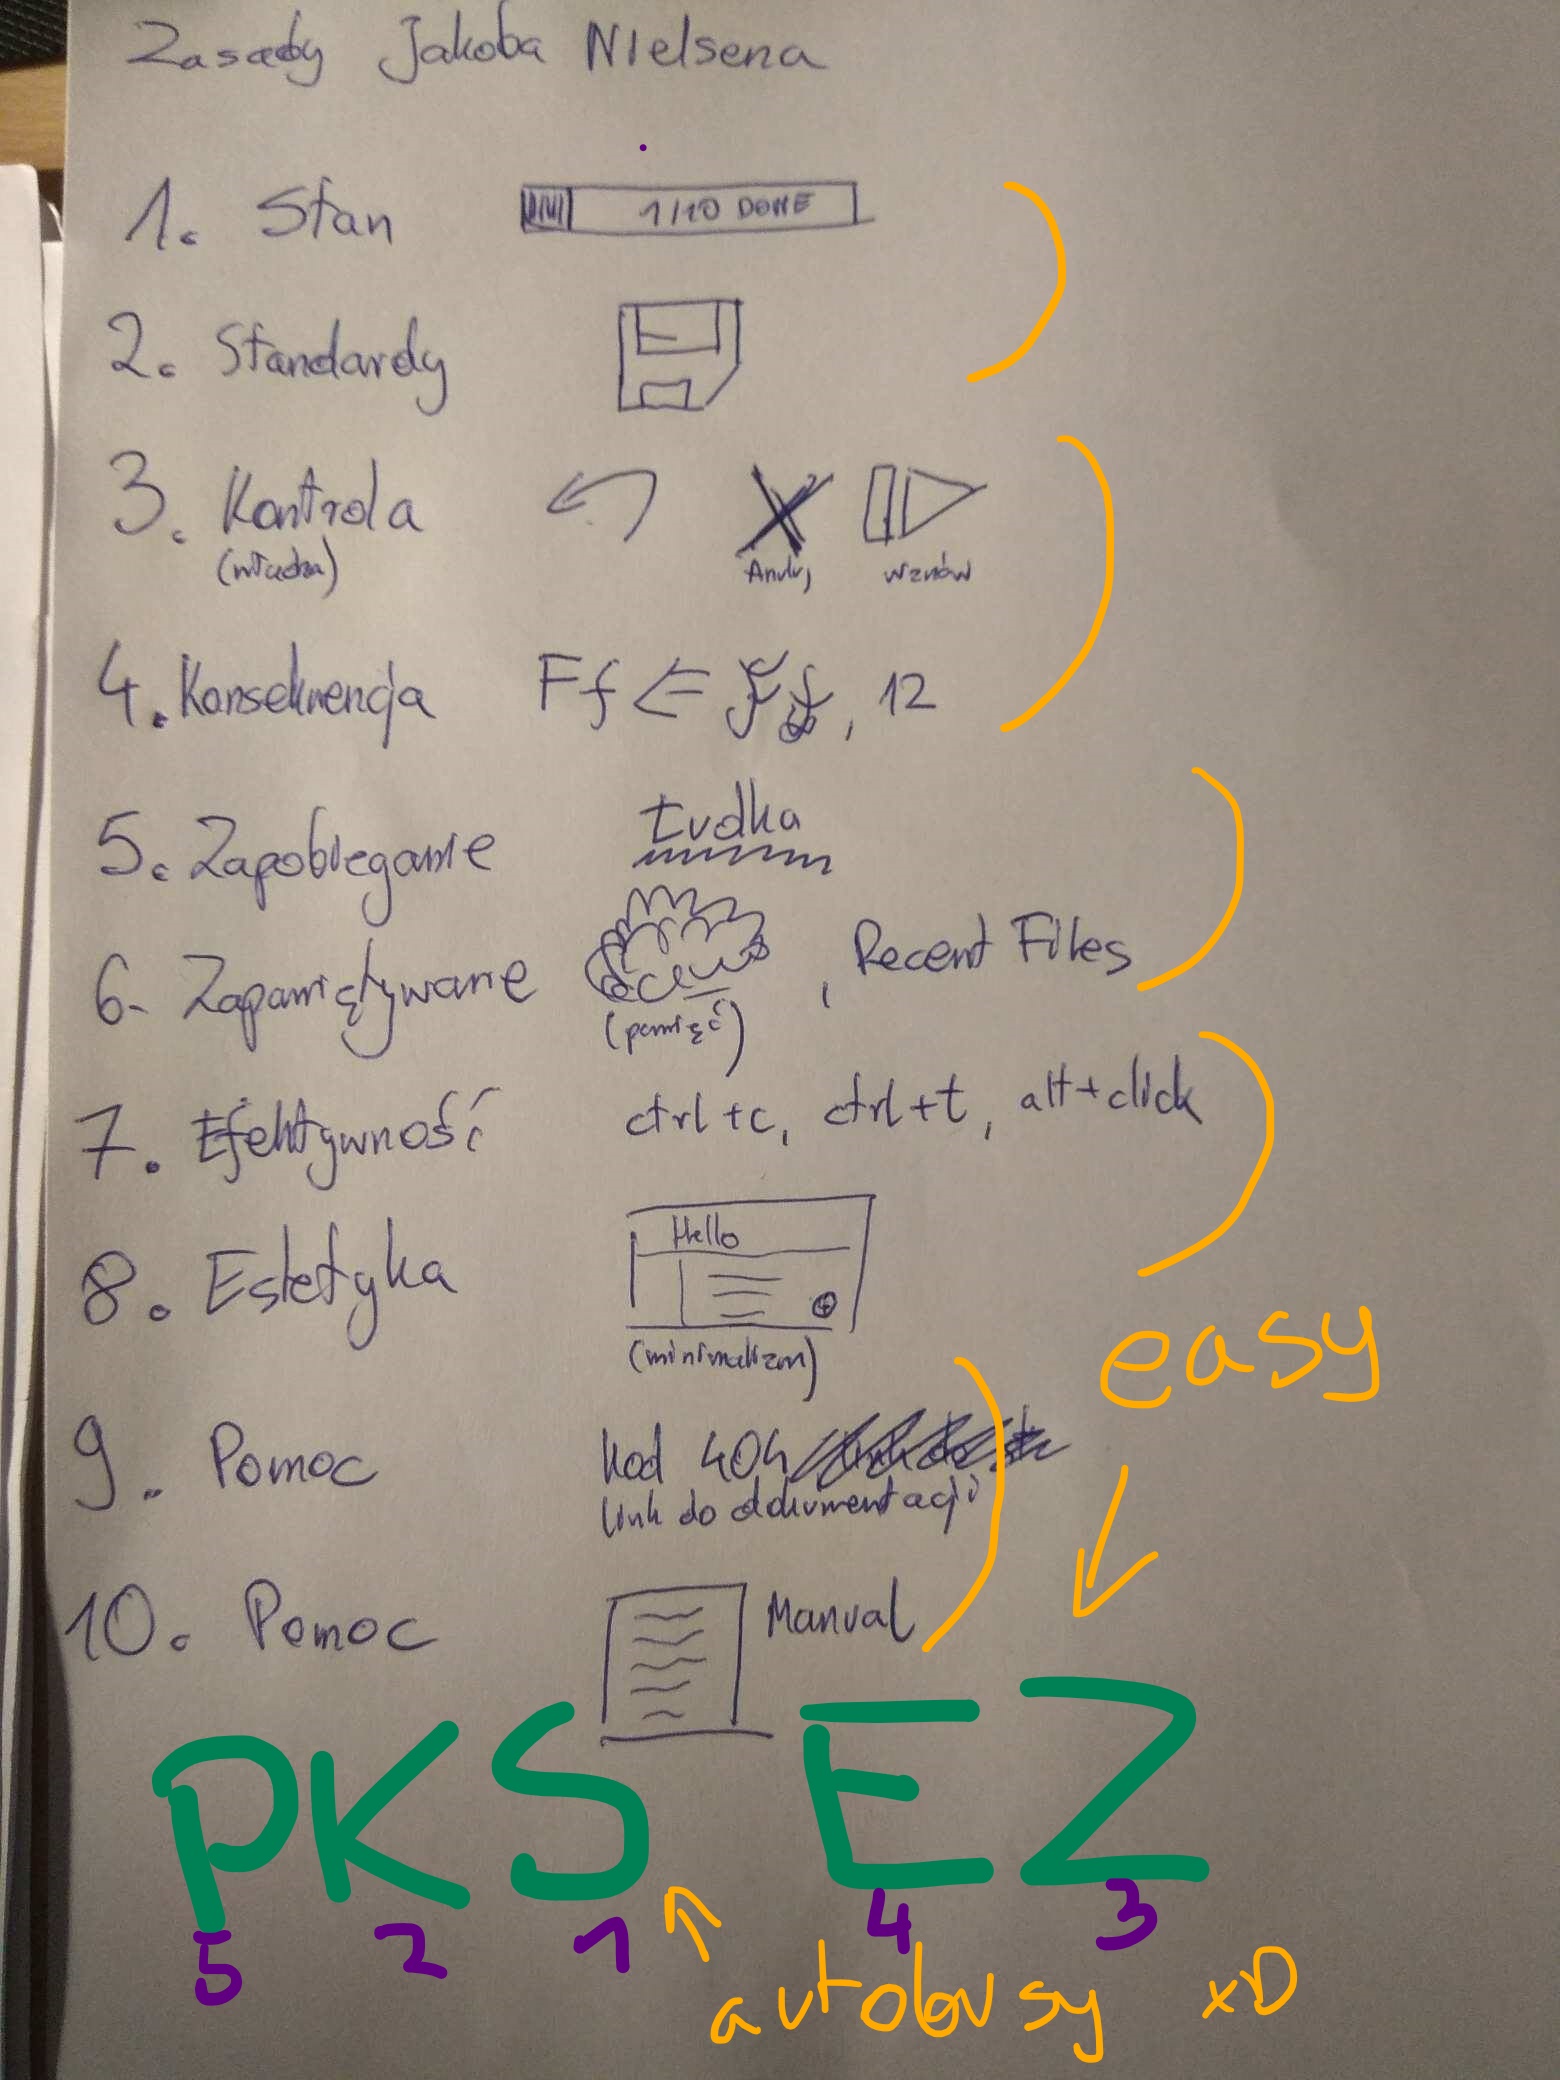 Zasady Jakoba Nielsena
1. Stan 1/10 DONE
2. Standardy
3. Kontrola
(władza) Anuluj Wznów
4. Konsekwencja Ff <= Ff, 12
5. Zapobieganie Łudka
6. Zapamiętywanie , Recent Files
(pamięć)
7. Efektywność ctrl+c, ctrl+t, alt+click
8. Estetyka Hello
(minimalizm)
easy
9. Pomoc kod 404
link do dokumentacji
10. Pomoc Manual
PKS EZ
5 2 1 4 3
autobusy xD